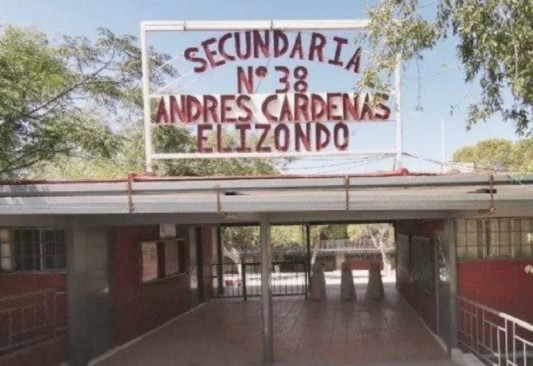 SECUNDARIA
Nº 38
ANDRES CARDENAS
ELIZONDO